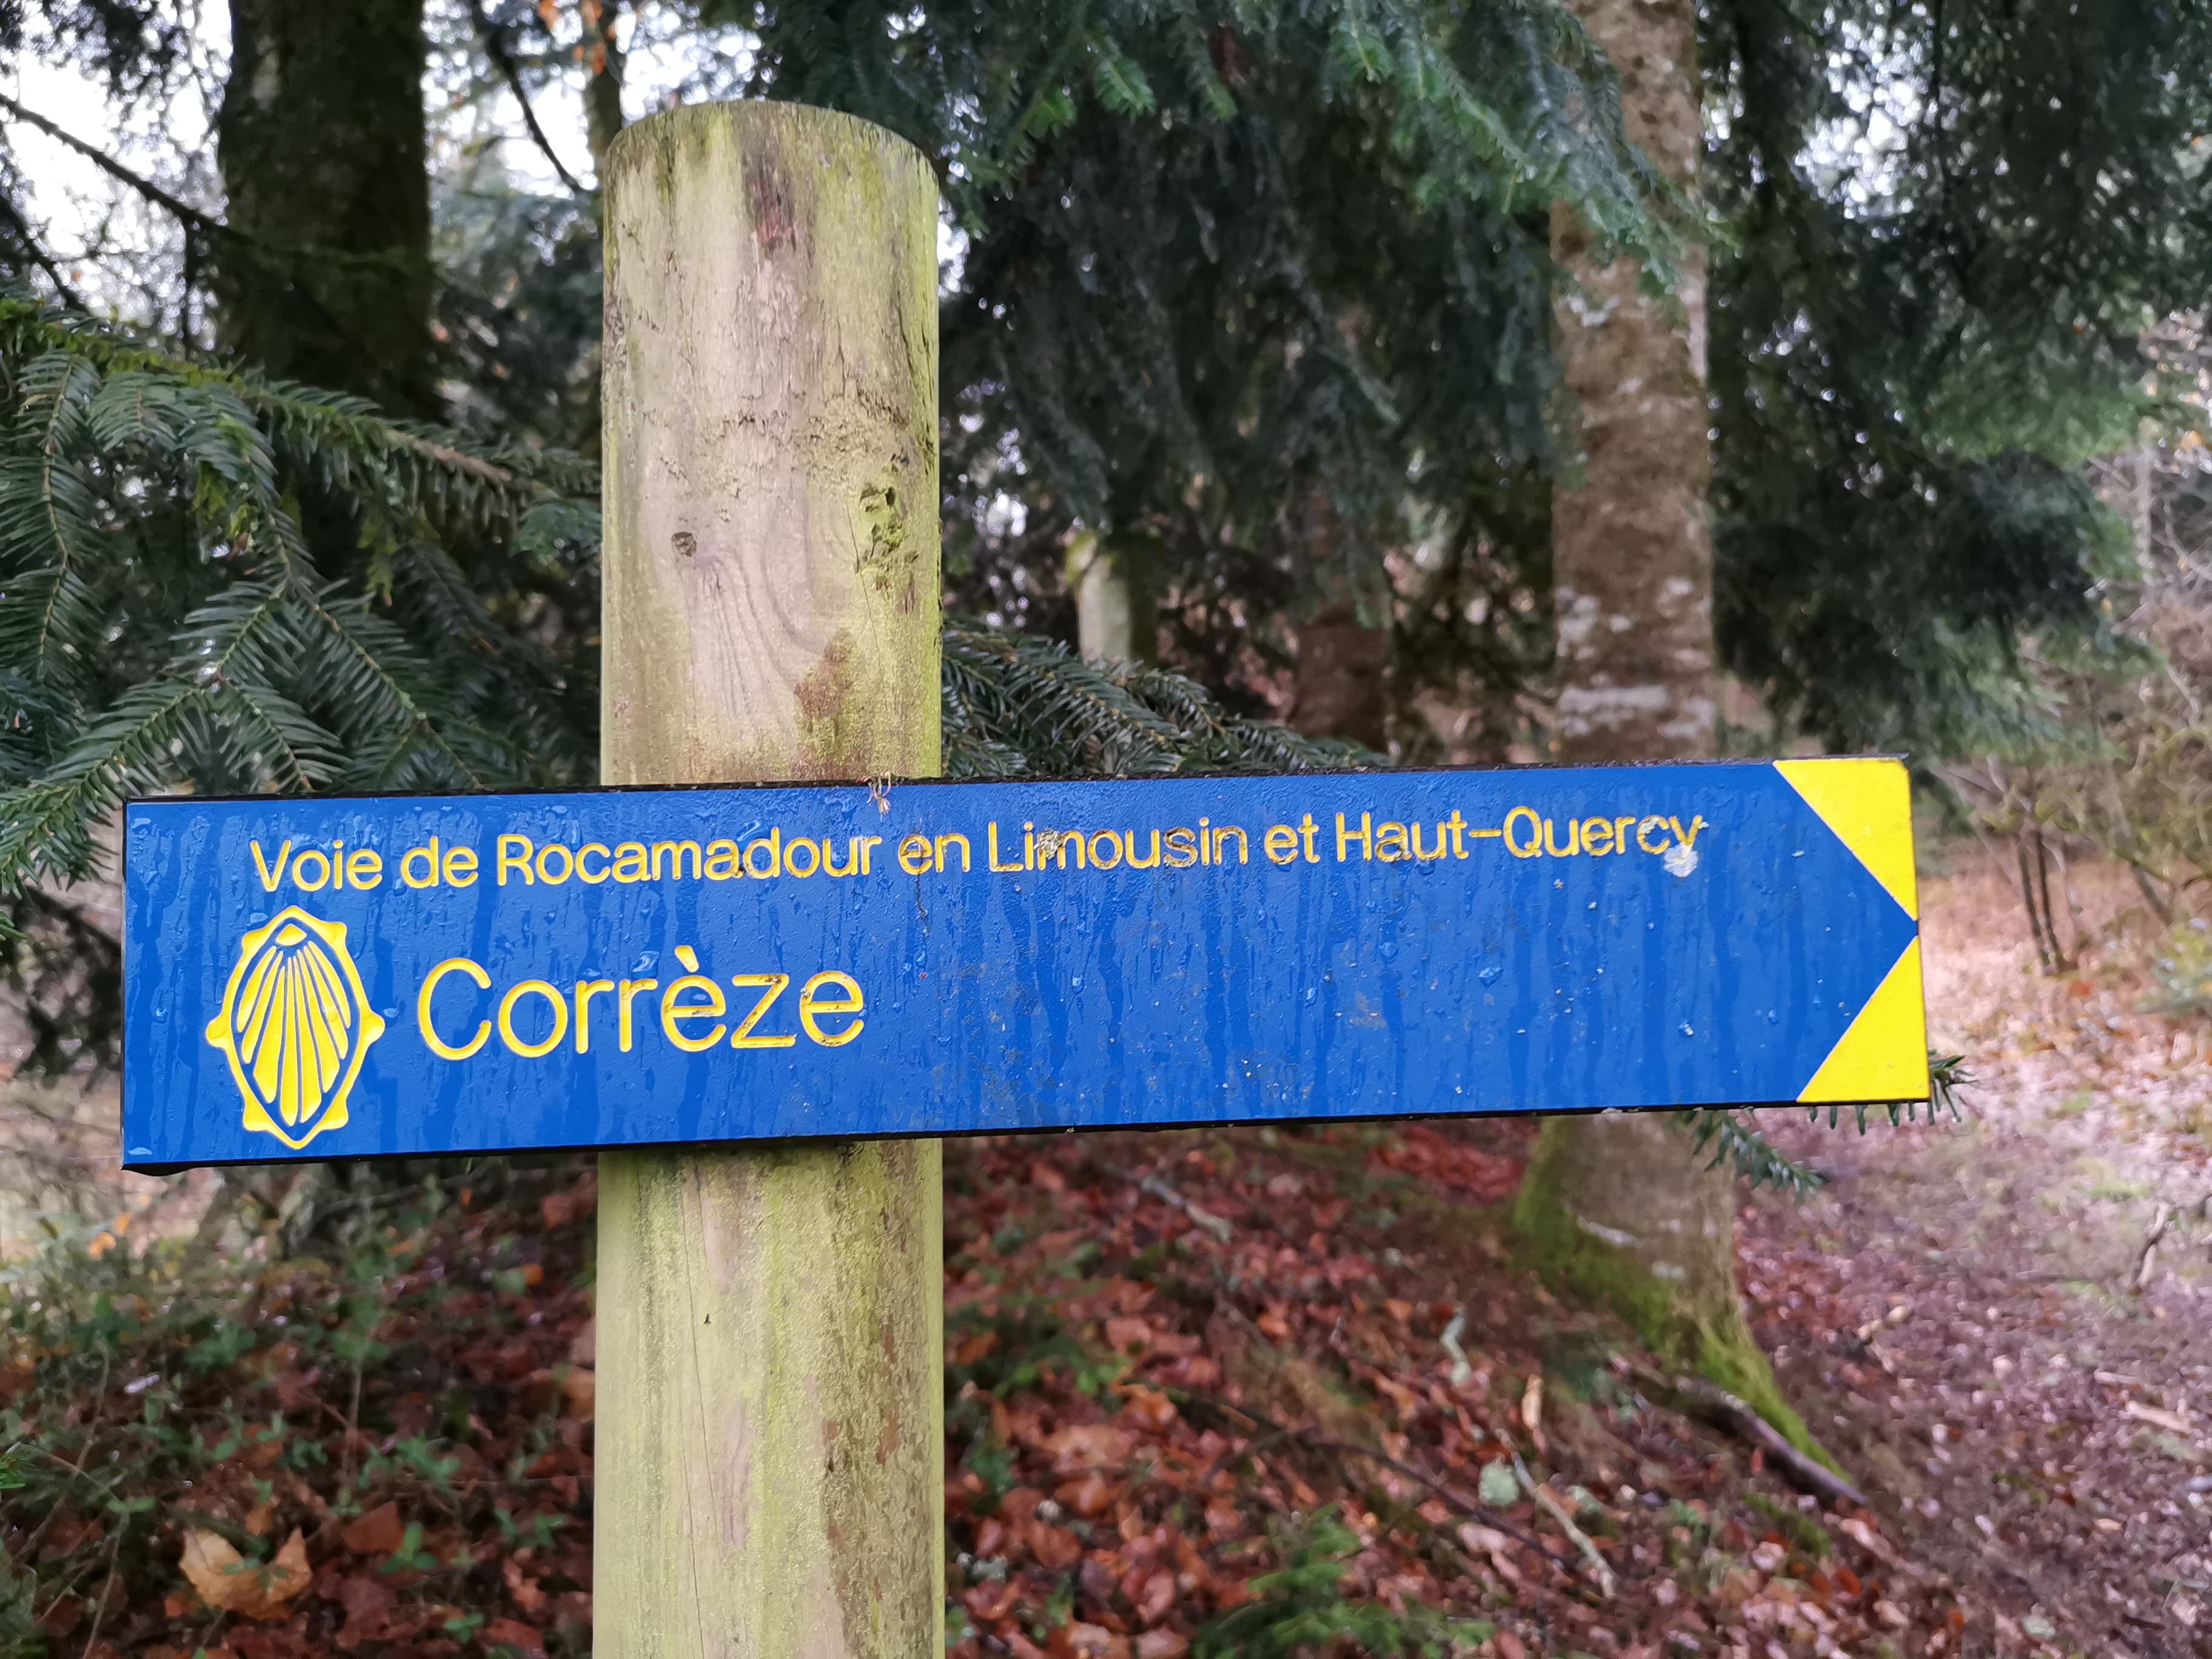 Voie de Rocamadour en Limousin et Haut-Quercy
Corrèze